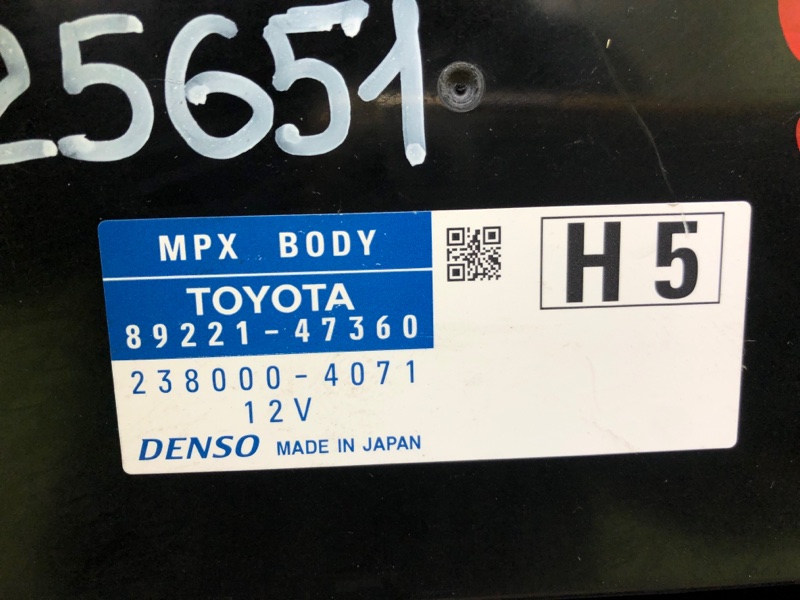 25651
MPX BODY
TOYOTA
89221-47360
238000-4071
12V
DENSO MADE IN JAPAN
H5